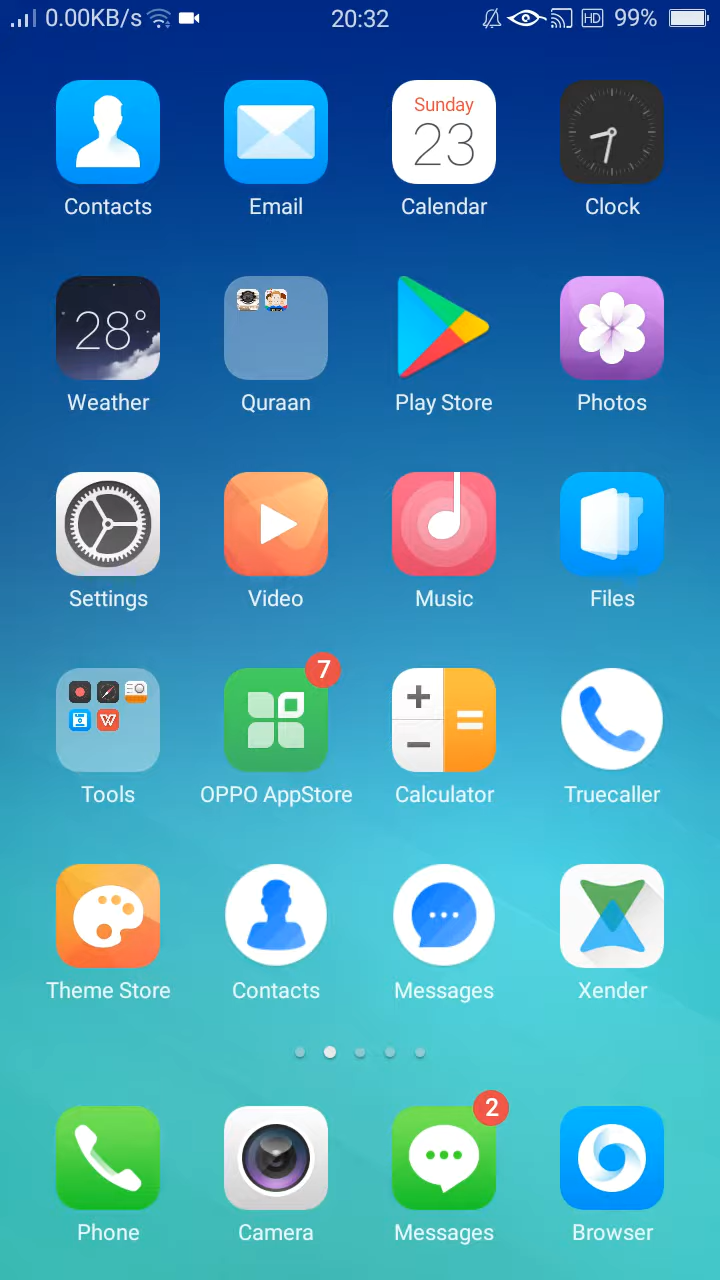 0.00KB/s 20:32 HD 99%
Sunday
23
Contacts Email Calendar Clock
28°
Weather Quraan Play Store Photos
Settings Video Music Files
7
Tools OPPO AppStore Calculator Truecaller
Theme Store Contacts Messages Xender
2
Phone Camera Messages Browser